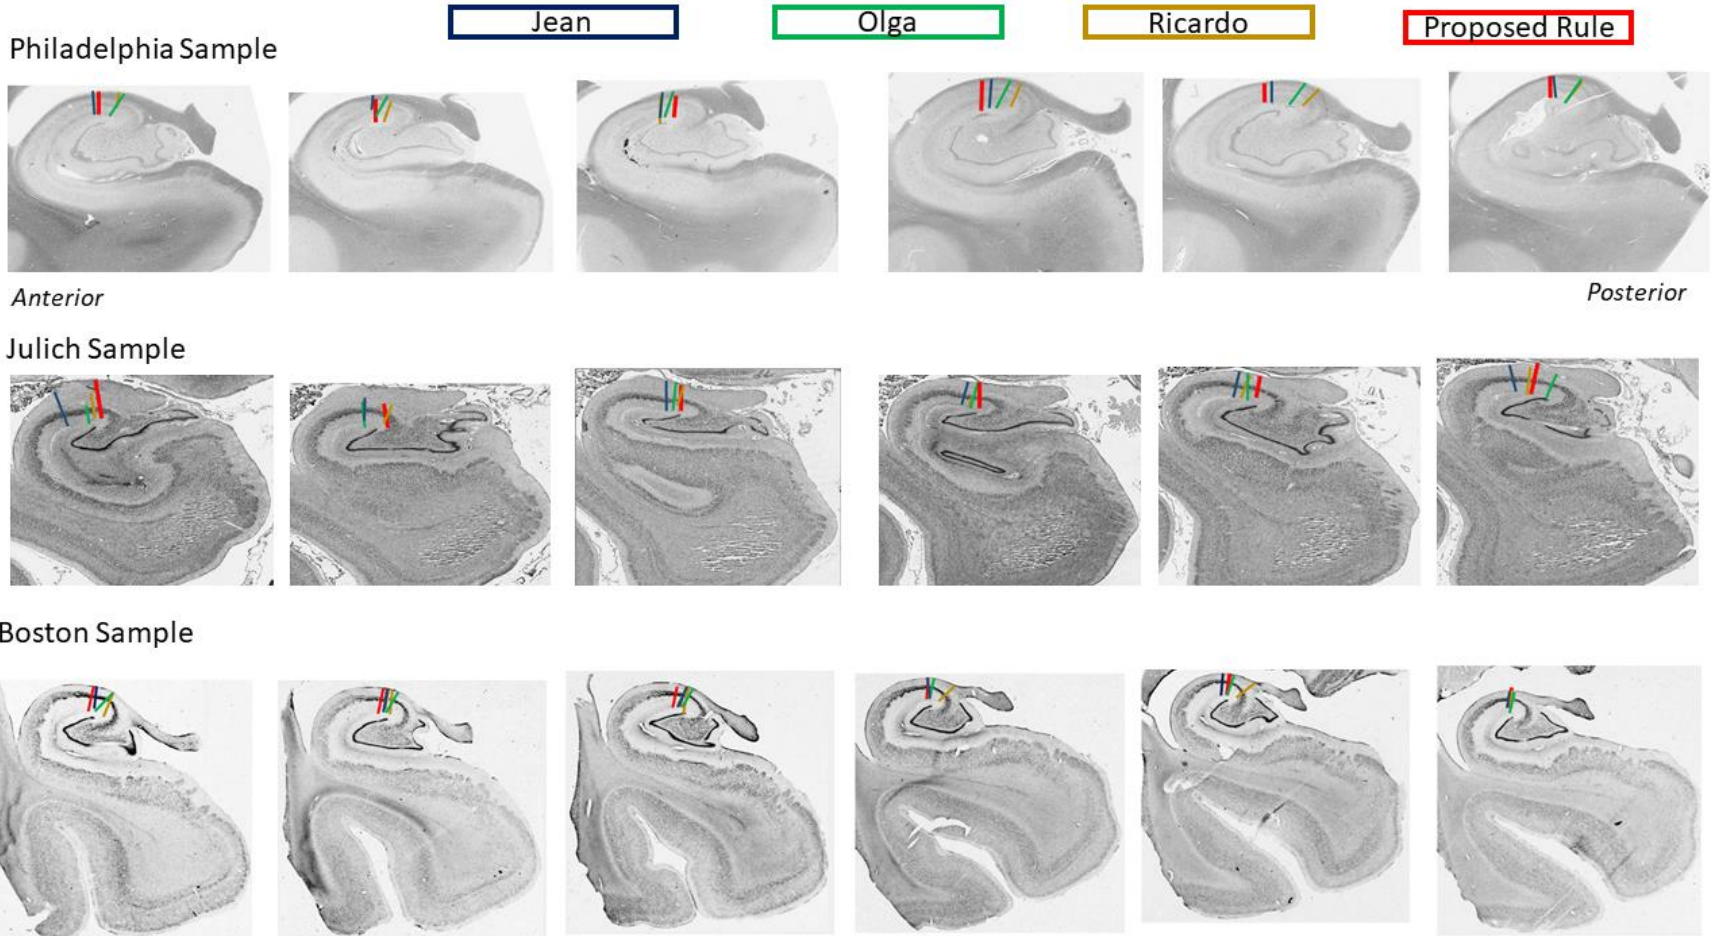 Jean
Olga
Ricardo
Proposed Rule
Philadelphia Sample
Anterior
Posterior
Julich Sample
Boston Sample